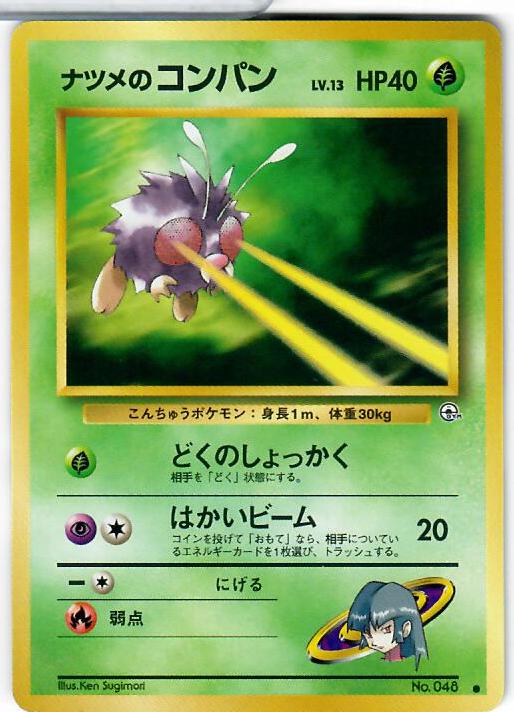 ナツメのコンパン LV.13 HP40
こんちゅうポケモン：身長1m、体重30kg
GYM
どくのしょっかく
相手を「どく」状態にする。
はかいビーム 20
コインを投げて「おもて」なら、相手についてい
るエネルギーカードを1枚選び、トラッシュする。
にげる
弱点
Illus.Ken Sugimori No. 048